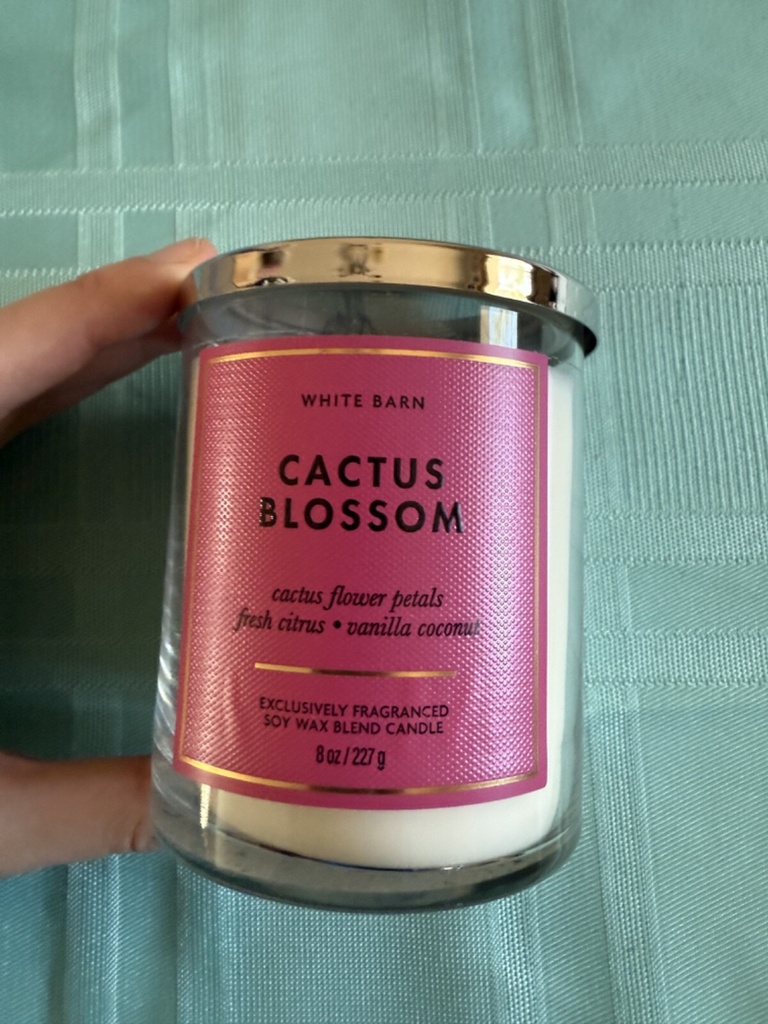 WHITE BARN
CACTUS
BLOSSOM
cactus flower petals
fresh citrus • vanilla coconut
EXCLUSIVELY FRAGRANCED
SOY WAX BLEND CANDLE
8 oz / 227 g